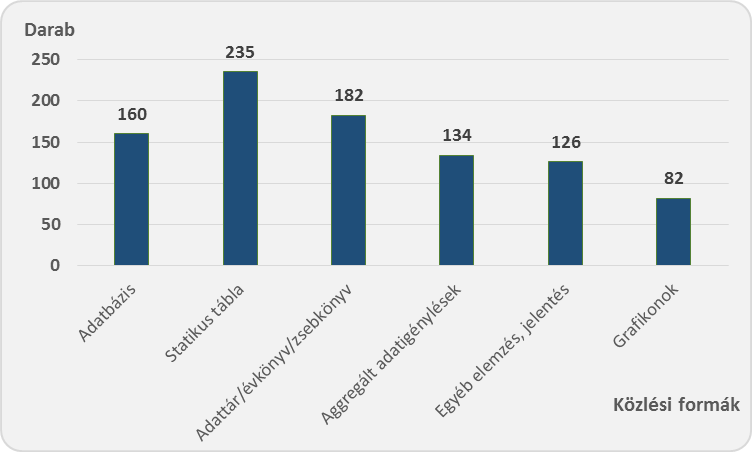 Darab
250
200
150
100
50
0
160
235
182
134
126
82
Adatbázis
Statikus tábla
Adattár/évkönyv/zsebkönyv
Aggregált adatigénylések
Egyéb elemzés, jelentés
Grafikonok
Közlési formák